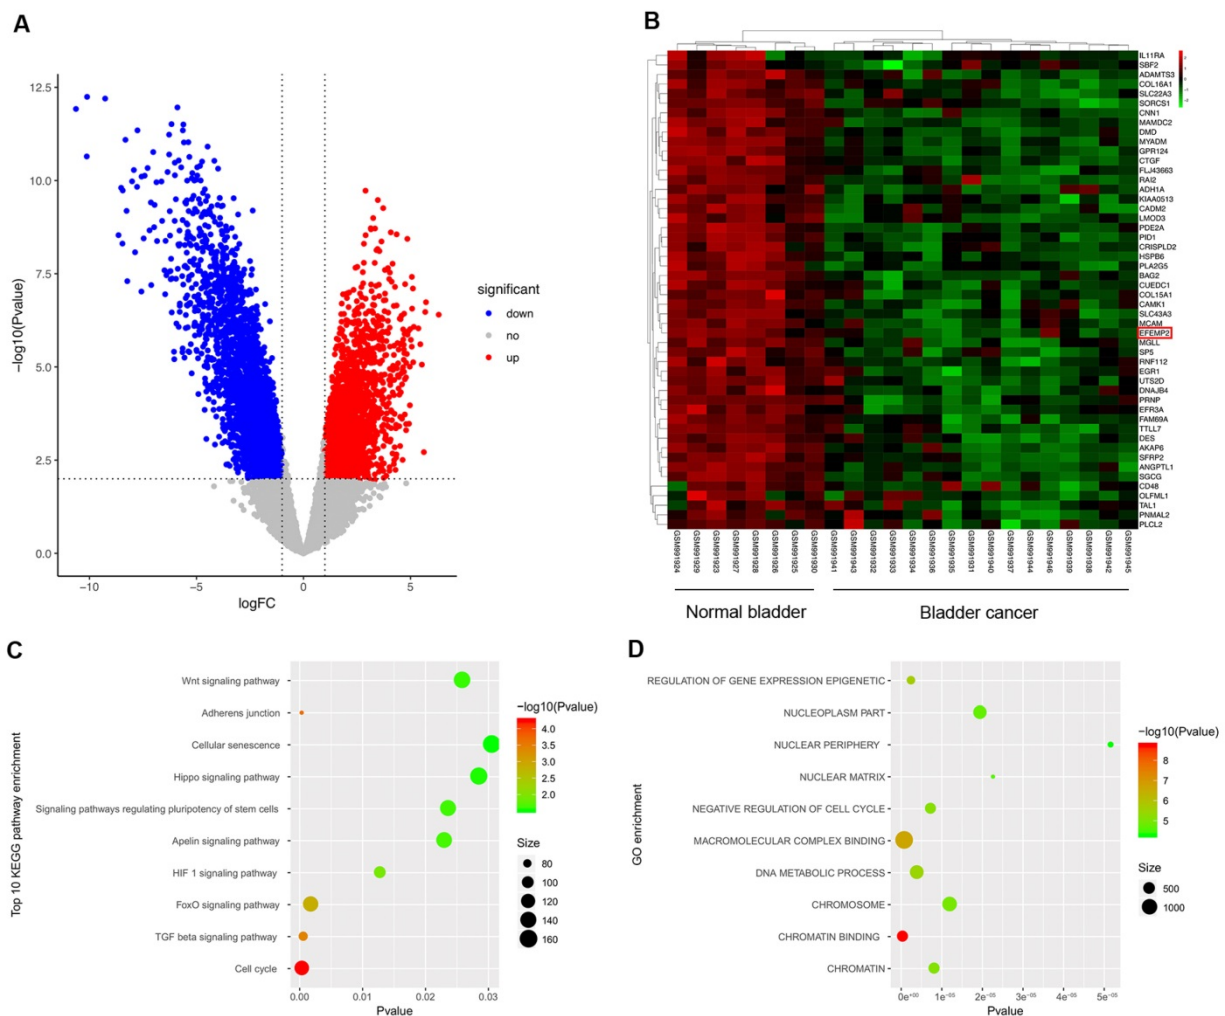 A
12.5
10.0
7.5
5.0
2.5
0.0
−log10(Pvalue)
−10
−5
0
5
logFC
significant
down
no
up
B
IL11RA
SBF2
ADAMTS3
COL16A1
SLC22A3
SORCS1
CNN1
MAMDC2
DMD
MYADM
GPR124
CTGF
FLJ43663
RAI2
ADH1A
KIAA0513
CADM2
LMOD3
PDE2A
PID1
CRISPLD2
HSPB6
PLA2G5
BAG2
CUEDC1
COL15A1
CAMK1
SLC43A3
MCAM
EFEMP2
MGLL
SP5
RNF112
EGR1
UTS2D
DNAJB4
PRNP
EFR3A
FAM69A
TTLL7
DES
AKAP6
SFRP2
ANGPTL1
SGCG
CD48
OLFML1
TAL1
PNMAL2
PLCL2
GSM991924
GSM991929
GSM991923
GSM991927
GSM991928
GSM991926
GSM991925
GSM991930
GSM991941
GSM991943
GSM991932
GSM991933
GSM991934
GSM991936
GSM991935
GSM991931
GSM991940
GSM991937
GSM991944
GSM991946
GSM991939
GSM991938
GSM991942
GSM991945
Normal bladder
Bladder cancer
C
Top 10 KEGG pathway enrichment
Wnt signaling pathway
Adherens junction
Cellular senescence
Hippo signaling pathway
Signaling pathways regulating pluripotency of stem cells
Apelin signaling pathway
HIF 1 signaling pathway
FoxO signaling pathway
TGF beta signaling pathway
Cell cycle
0.00
0.01
0.02
0.03
Pvalue
−log10(Pvalue)
4.0
3.5
3.0
2.5
2.0
Size
80
100
120
140
160
D
GO enrichment
REGULATION OF GENE EXPRESSION EPIGENETIC
NUCLEOPLASM PART
NUCLEAR PERIPHERY
NUCLEAR MATRIX
NEGATIVE REGULATION OF CELL CYCLE
MACROMOLECULAR COMPLEX BINDING
DNA METABOLIC PROCESS
CHROMOSOME
CHROMATIN BINDING
CHROMATIN
0e+00
1e−05
2e−05
3e−05
4e−05
5e−05
Pvalue
−log10(Pvalue)
8
7
6
5
Size
500
1000